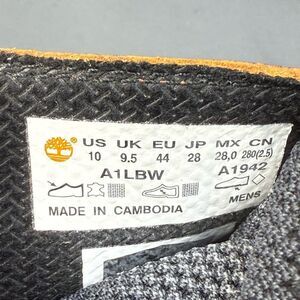 US UK EU JP MX CN
10 9.5 44 28 28,0 280(2.5)
A1LBW A1942
MENS
MADE IN CAMBODIA